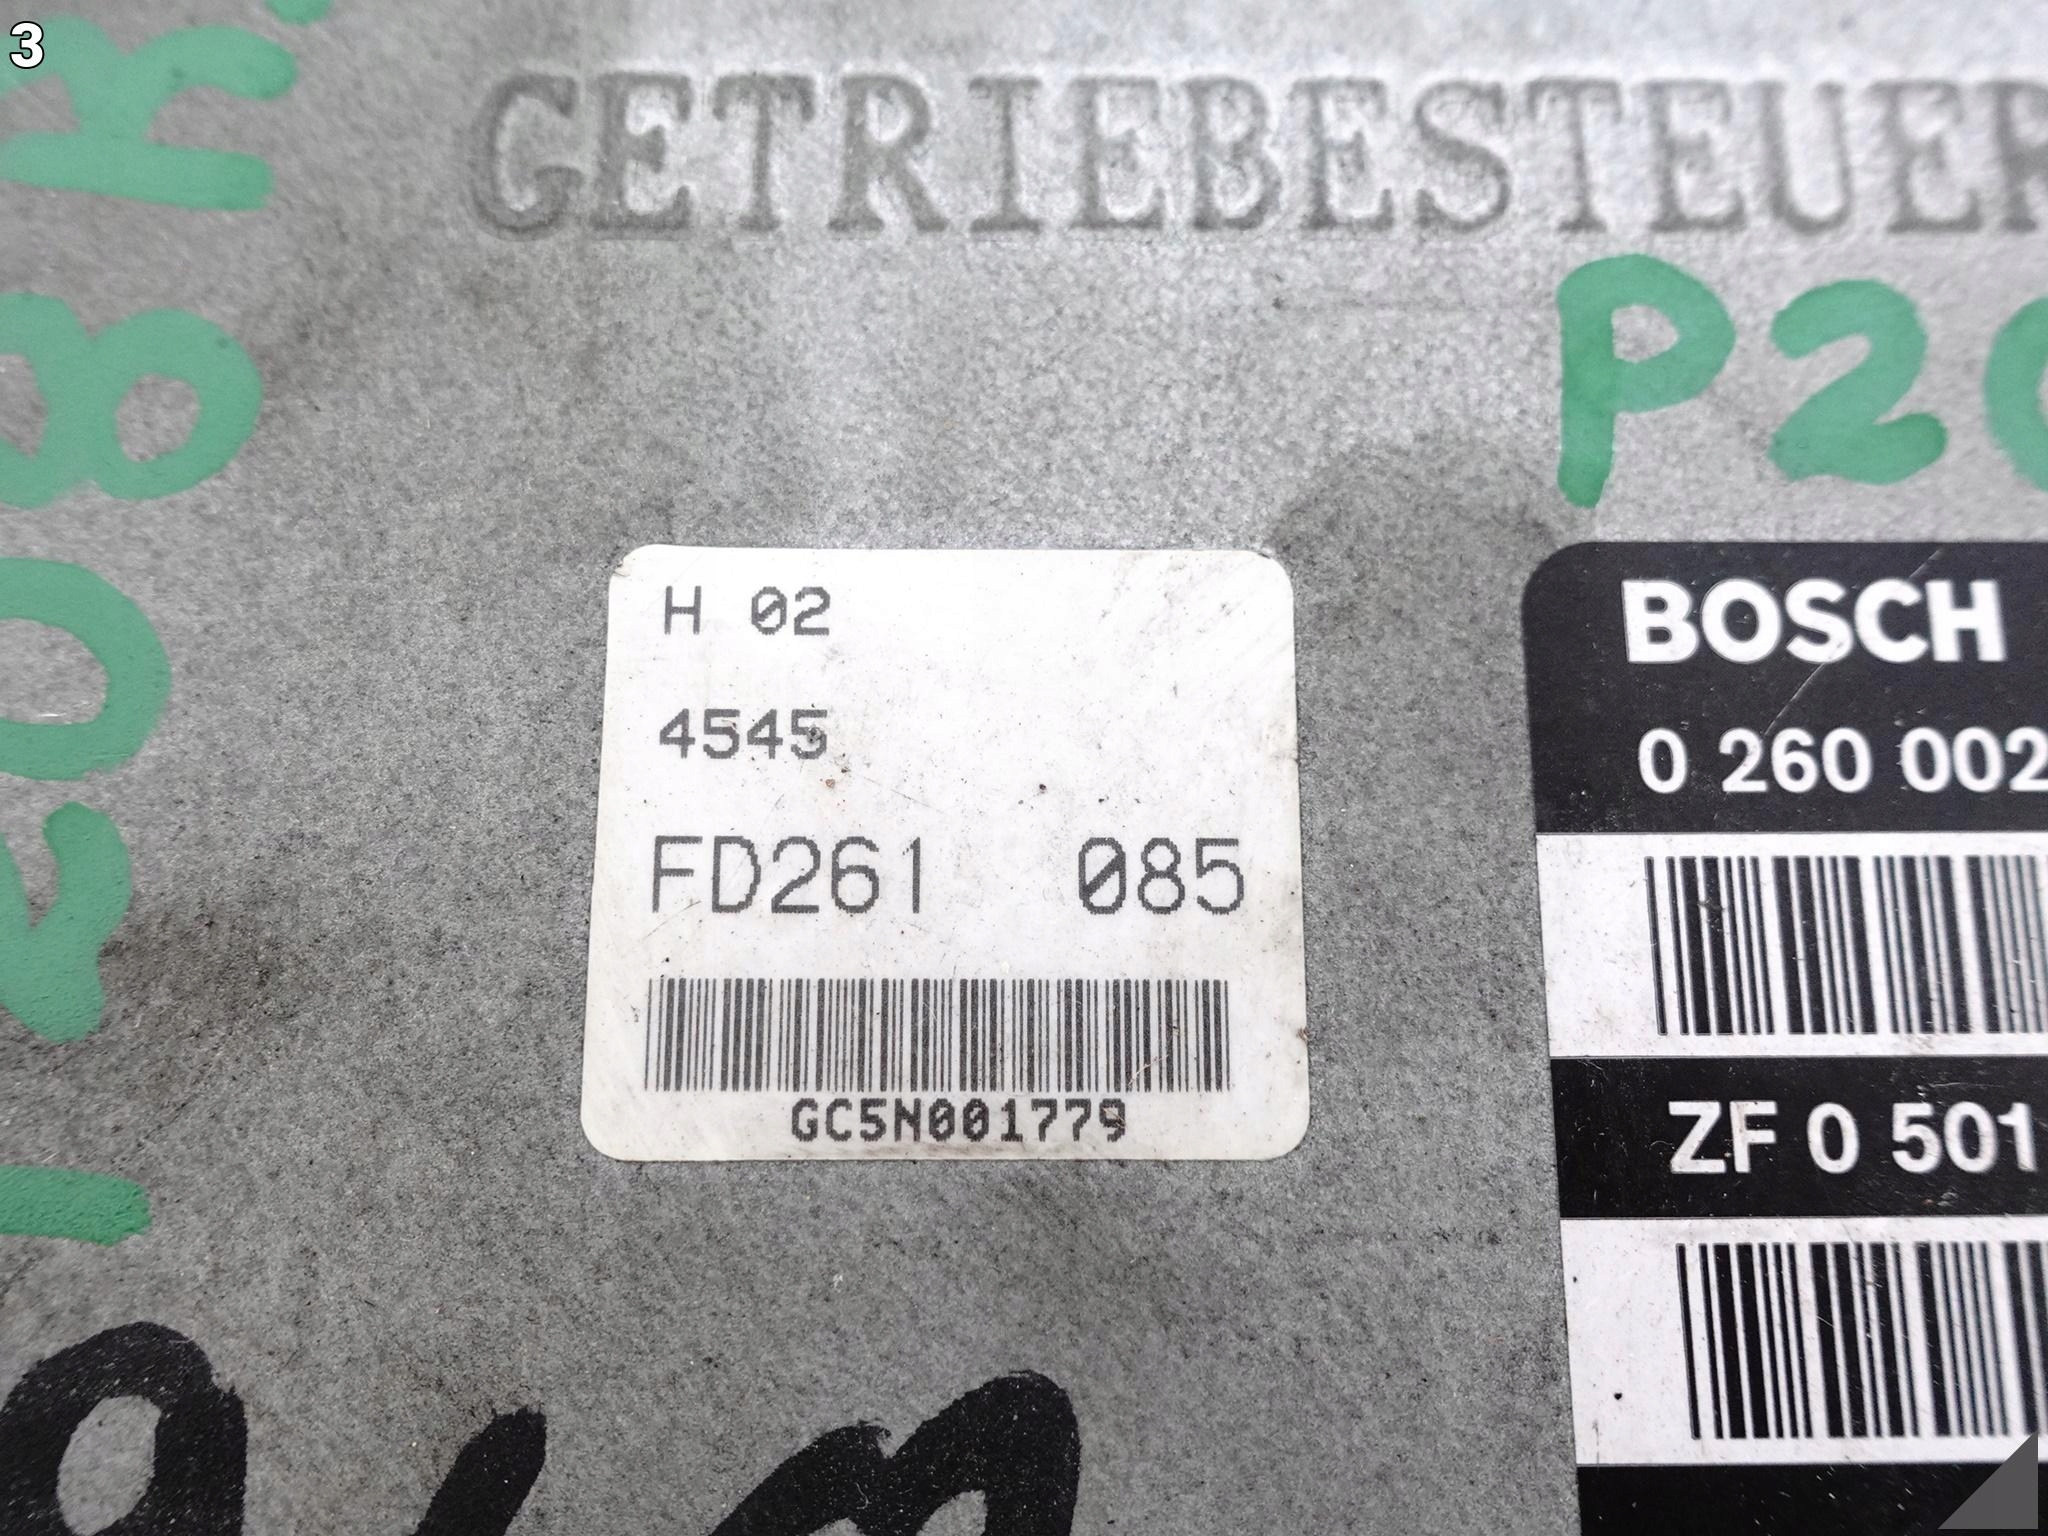 3
GETRIEBESTEUER
P20
H 02
4545
FD261 085
GC5N001779
BOSCH
0 260 002
ZF 0 501